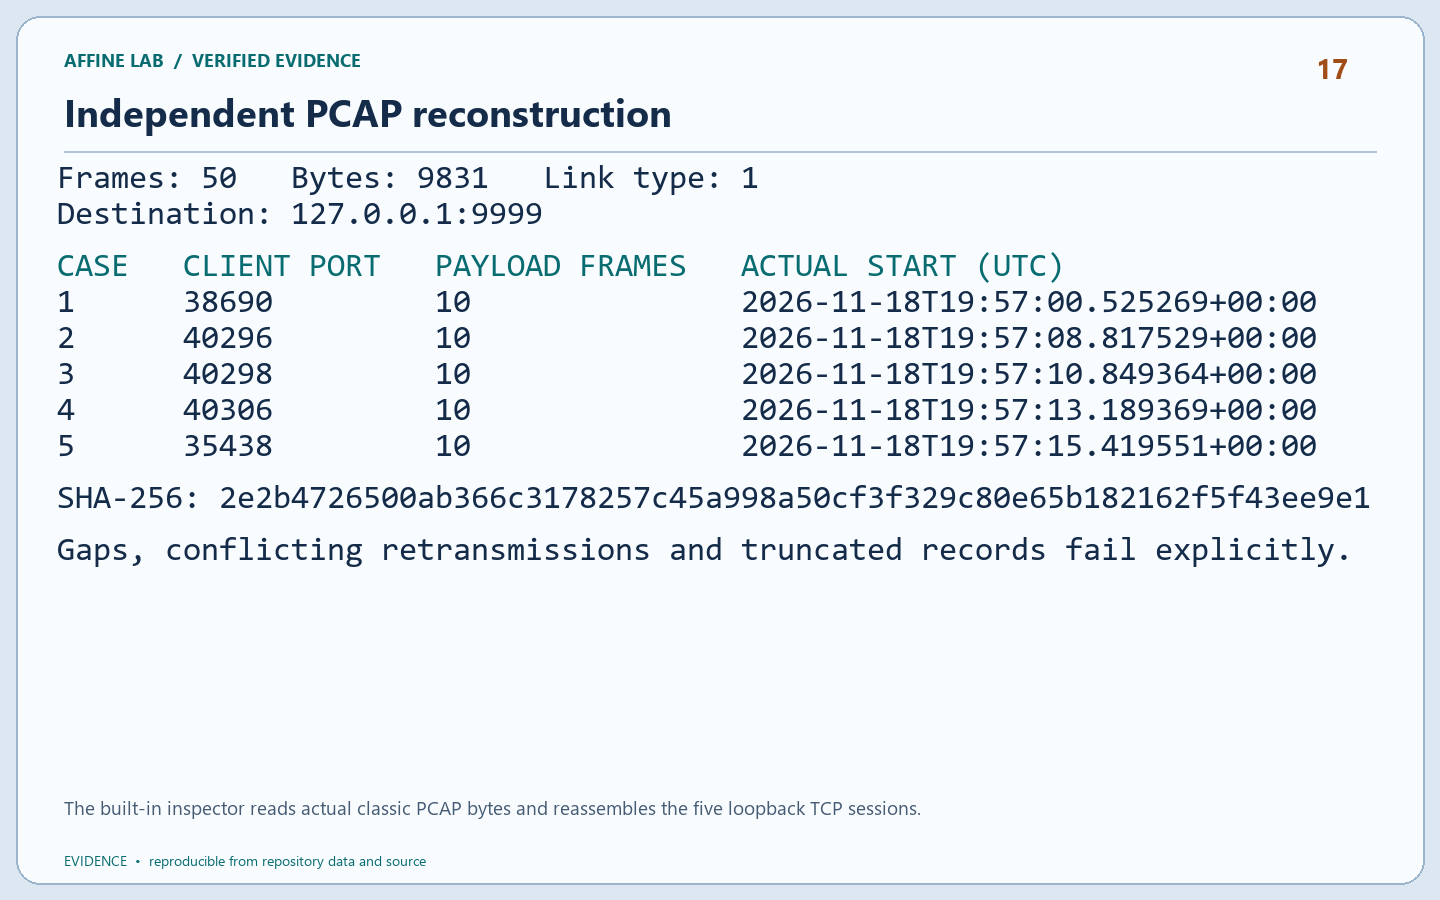 AFFINE LAB / VERIFIED EVIDENCE
17
Independent PCAP reconstruction
Frames: 50   Bytes: 9831   Link type: 1
Destination: 127.0.0.1:9999
CASE   CLIENT PORT   PAYLOAD FRAMES   ACTUAL START (UTC)
1      38690         10               2026-11-18T19:57:00.525269+00:00
2      40296         10               2026-11-18T19:57:08.817529+00:00
3      40298         10               2026-11-18T19:57:10.849364+00:00
4      40306         10               2026-11-18T19:57:13.189369+00:00
5      35438         10               2026-11-18T19:57:15.419551+00:00
SHA-256: 2e2b4726500ab366c3178257c45a998a50cf3f329c80e65b182162f5f43ee9e1
Gaps, conflicting retransmissions and truncated records fail explicitly.
The built-in inspector reads actual classic PCAP bytes and reassembles the five loopback TCP sessions.
EVIDENCE • reproducible from repository data and source